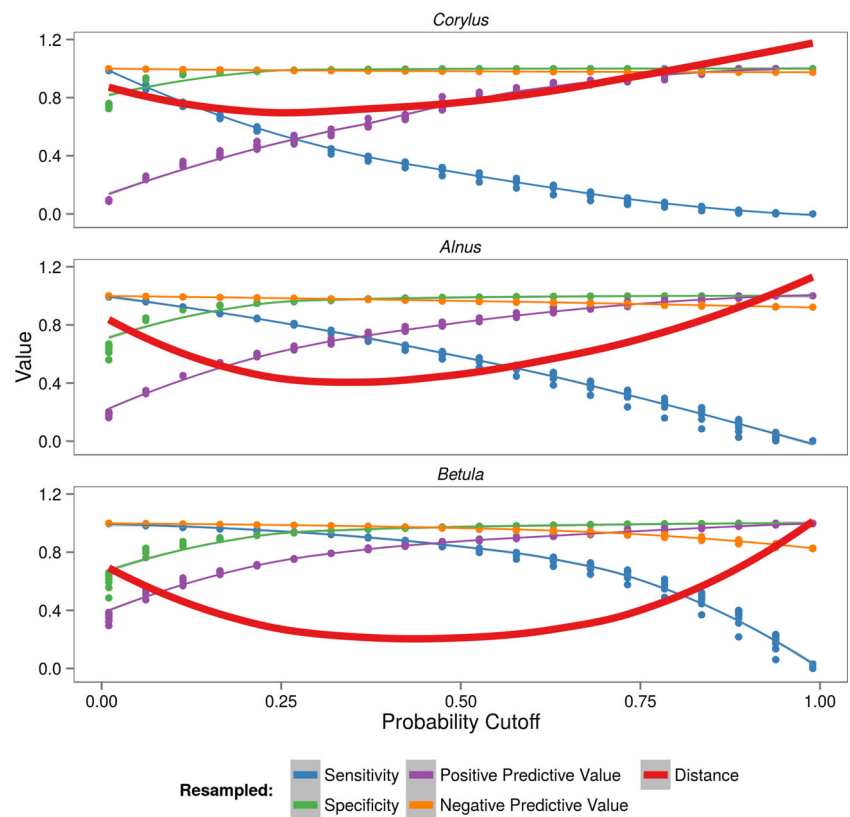 Corylus
1.2
0.8
0.4
0.0
Alnus
1.2
0.8
0.4
0.0
Value
Betula
1.2
0.8
0.4
0.0
0.00 0.25 0.50 0.75 1.00
Probability Cutoff
Resampled:
Sensitivity Positive Predictive Value Distance
Specificity Negative Predictive Value